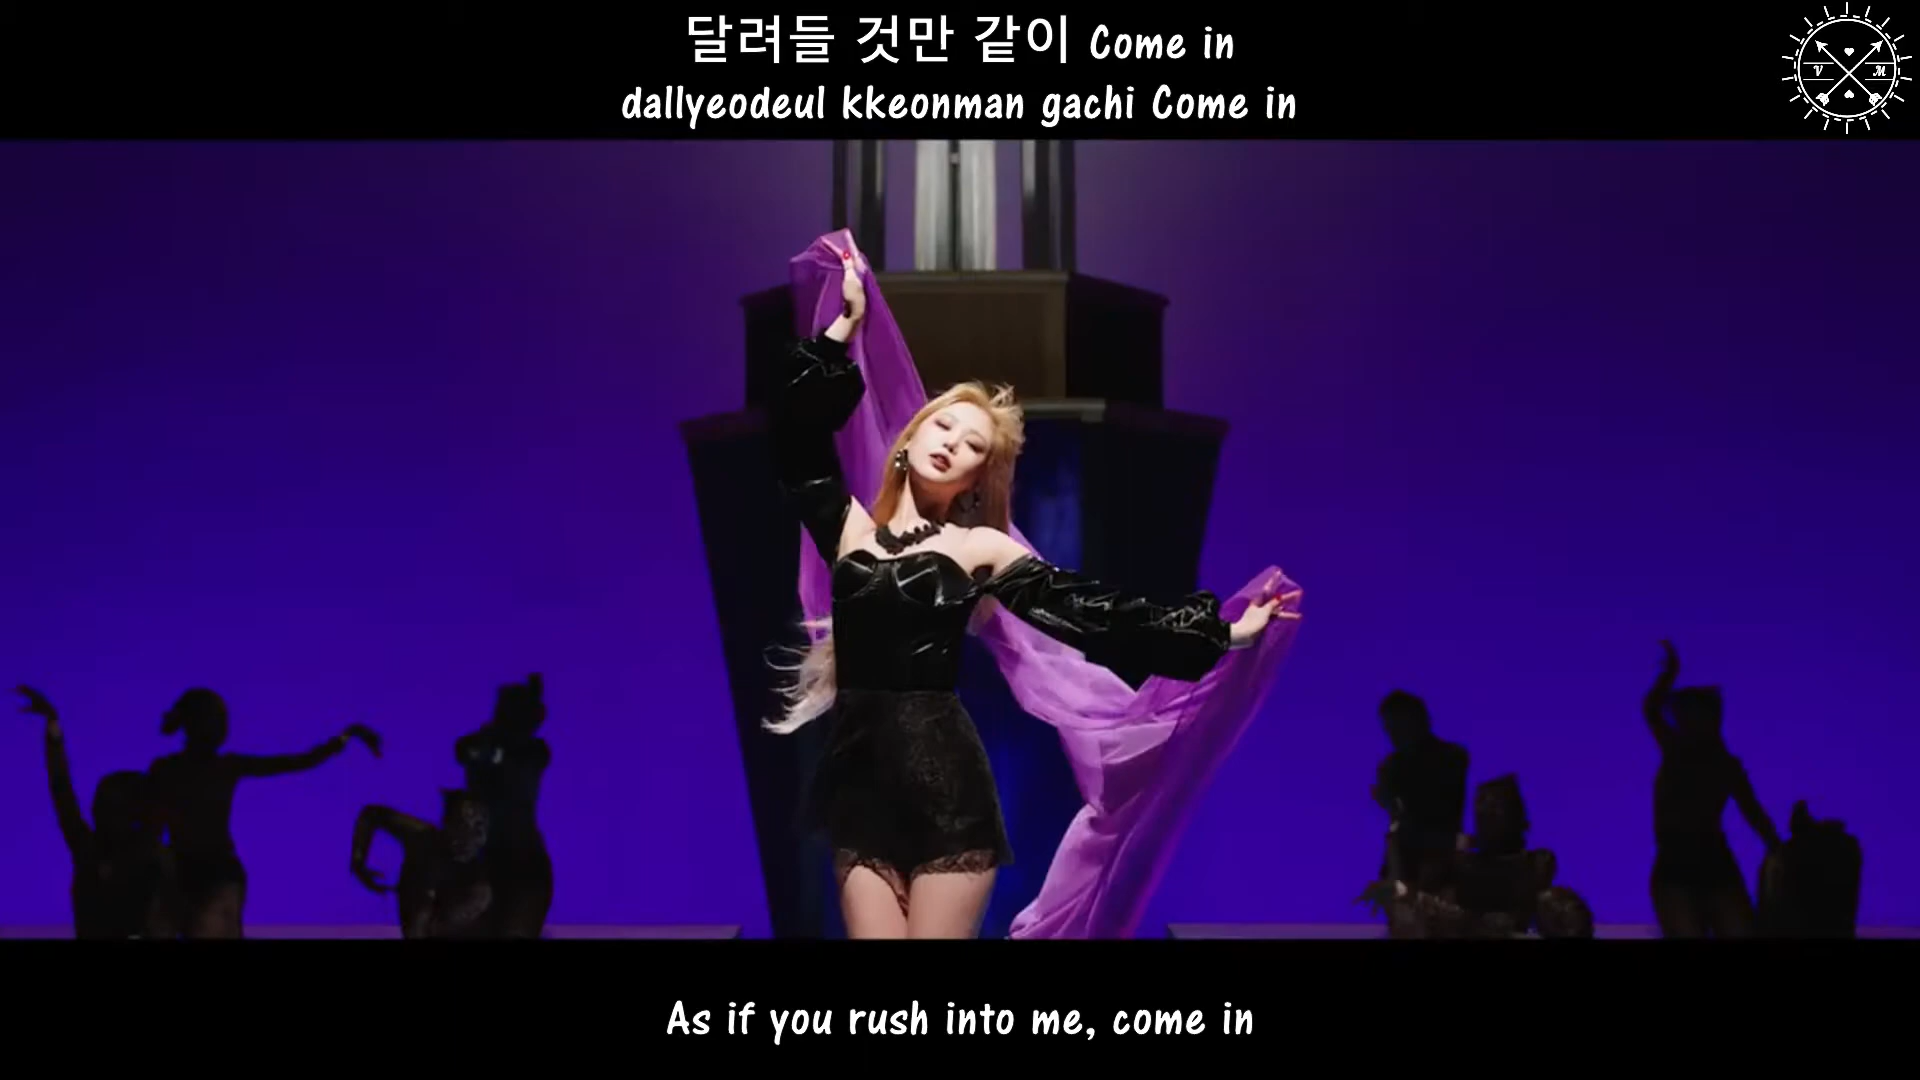 달려들 것만 같이 Come in
dallyeodeul kkeonman gachi Come in
V M
As if you rush into me, come in